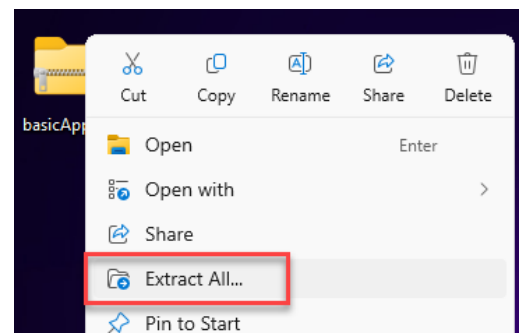 Cut Copy Rename Share Delete
basicApp
Open Enter
Open with
Share
Extract All...
Pin to Start